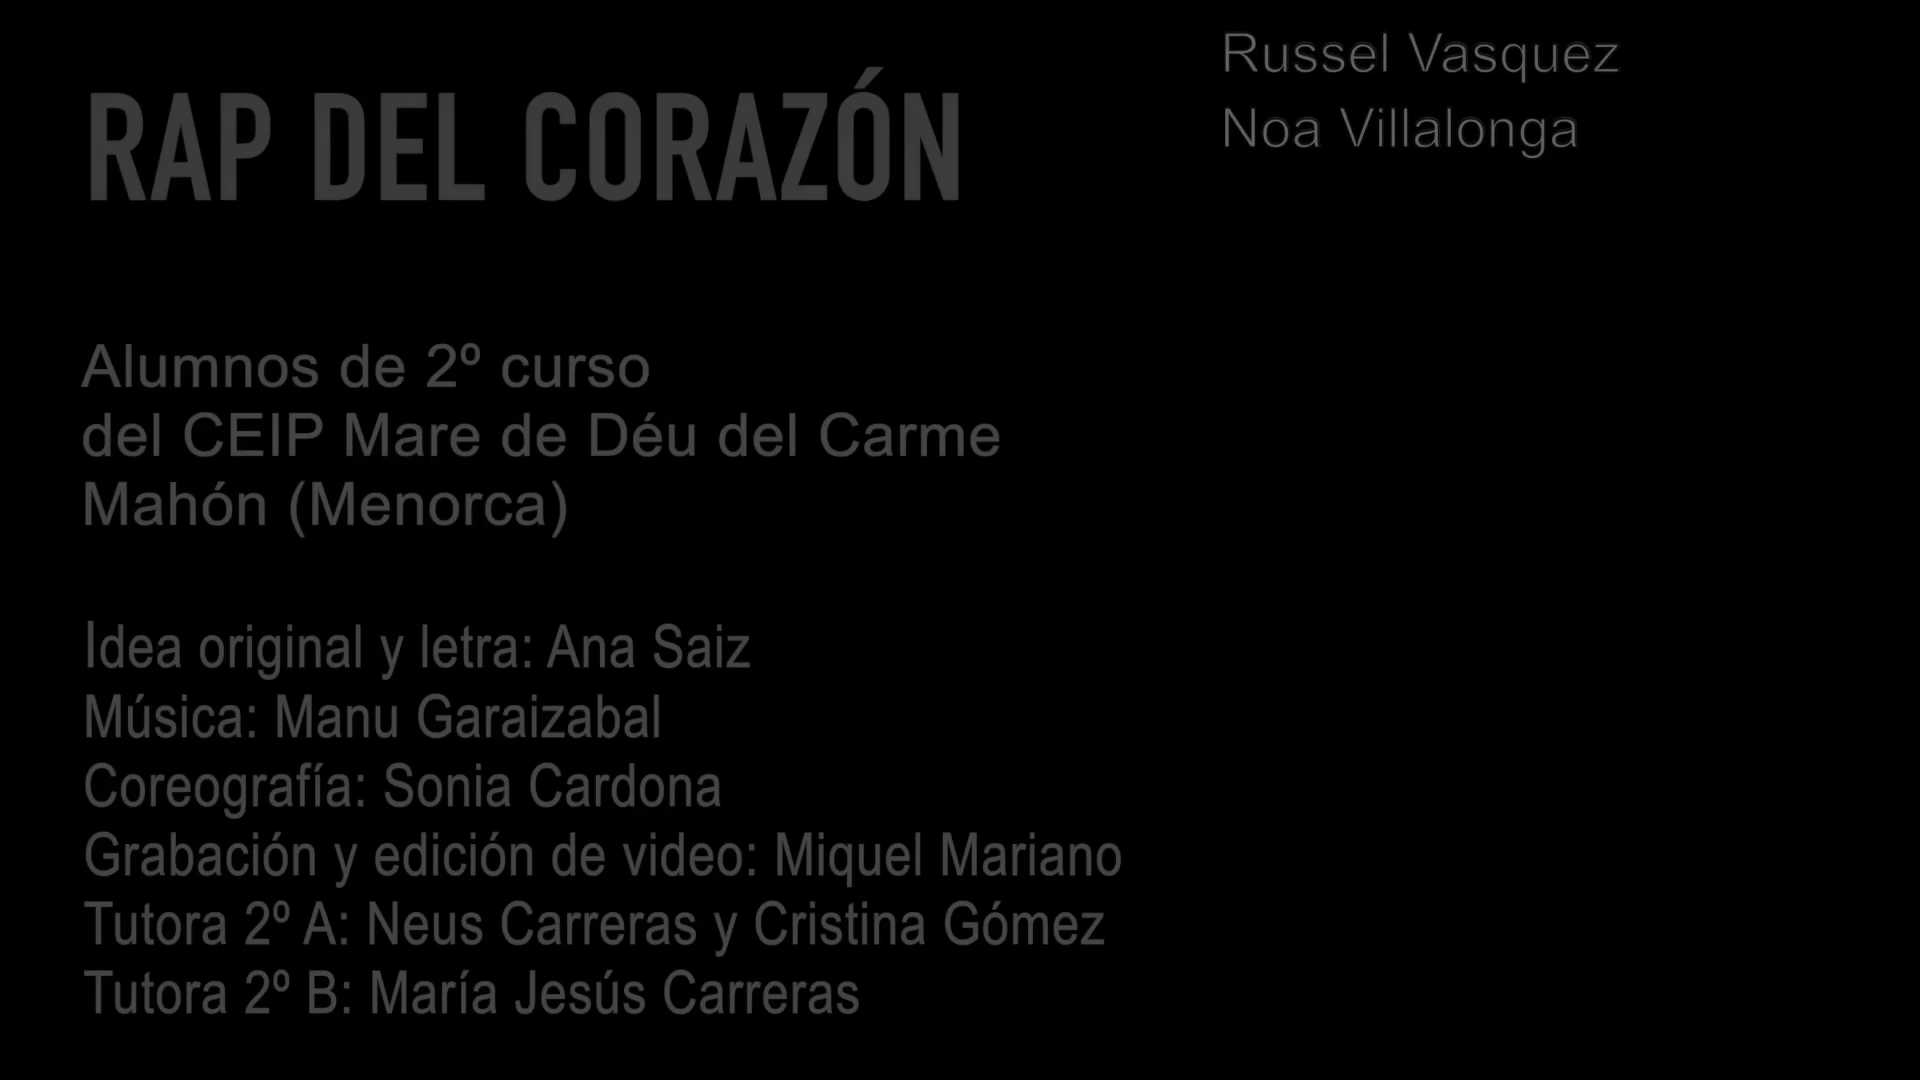 RAP DEL CORAZÓN
Alumnos de 2º curso
del CEIP Mare de Déu del Carme
Mahón (Menorca)
Idea original y letra: Ana Saiz
Música: Manu Garaizabal
Coreografía: Sonia Cardona
Grabación y edición de video: Miquel Mariano
Tutora 2º A: Neus Carreras y Cristina Gómez
Tutora 2º B: María Jesús Carreras
Russel Vasquez
Noa Villalonga